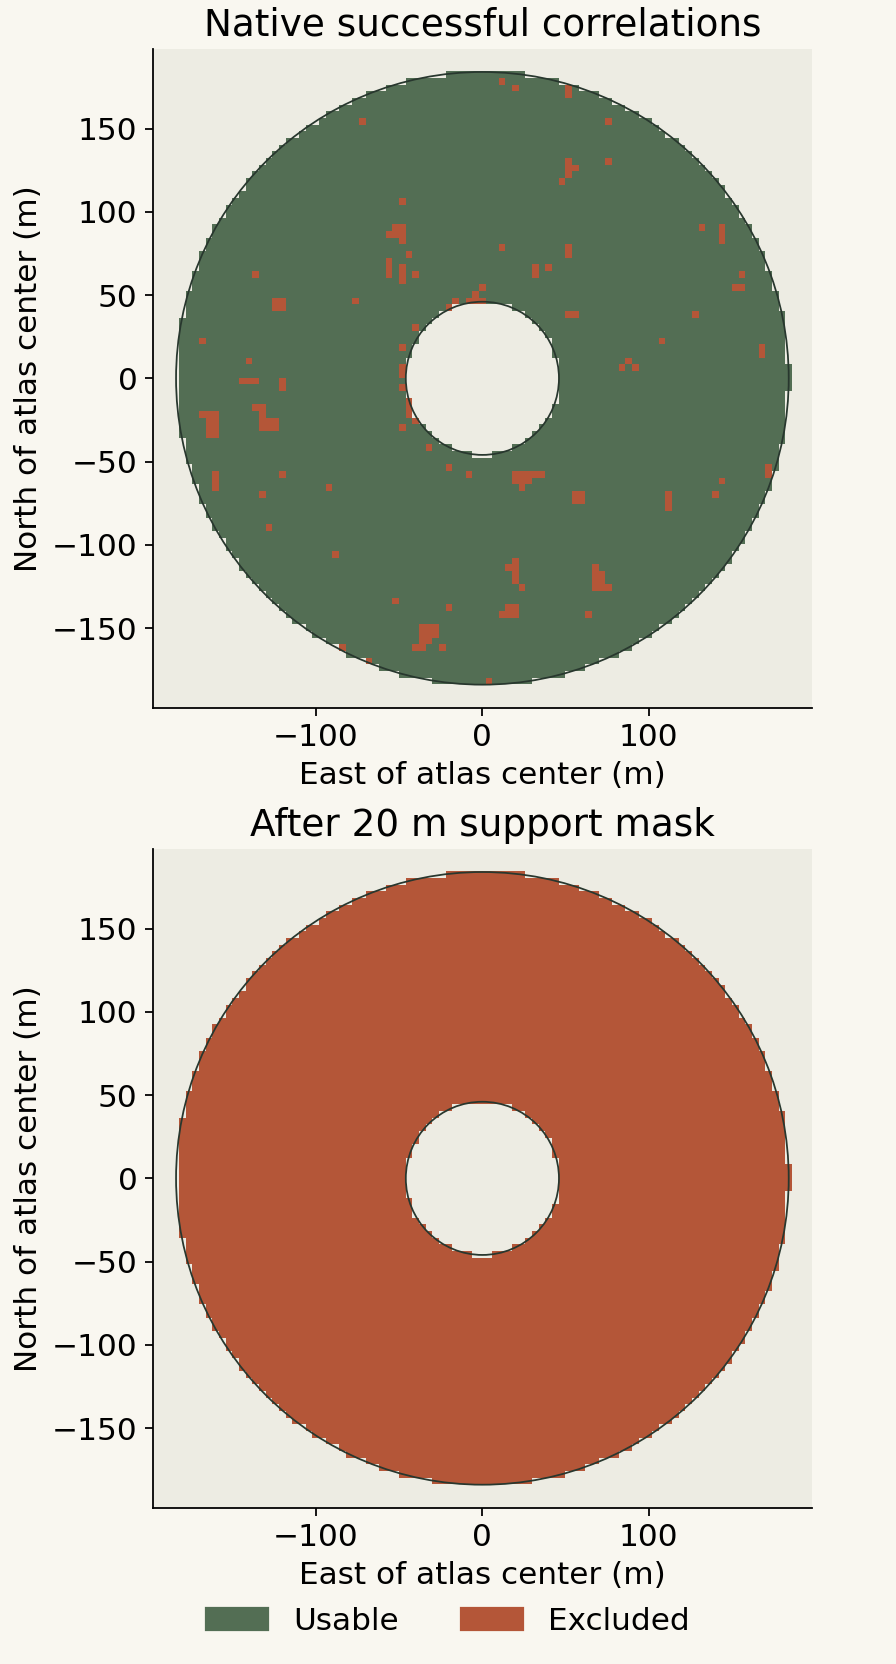 Native successful correlations
North of atlas center (m)
150
100
50
0
−50
−100
−150
−100 0 100
East of atlas center (m)
After 20 m support mask
North of atlas center (m)
150
100
50
0
−50
−100
−150
−100 0 100
East of atlas center (m)
Usable Excluded